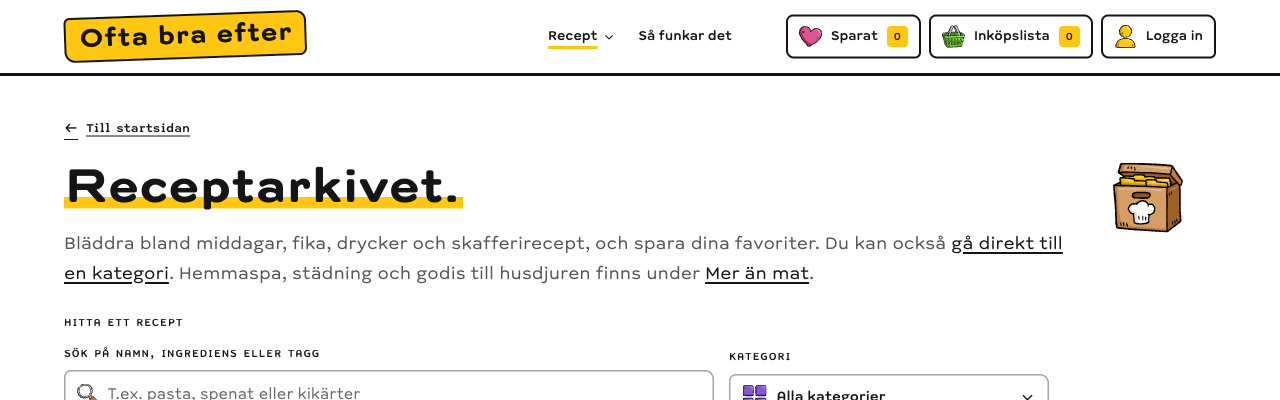 Ofta bra efter
Recept
Så funkar det
Sparat 0
Inköpslista 0
Logga in
← Till startsidan
Receptarkivet.
Bläddra bland middagar, fika, drycker och skafferirecept, och spara dina favoriter. Du kan också gå direkt till
en kategori. Hemmaspa, städning och godis till husdjuren finns under Mer än mat.
HITTA ETT RECEPT
SÖK PÅ NAMN, INGREDIENS ELLER TAGG
KATEGORI
T.ex. pasta, spenat eller kikärter
Alla kategorier